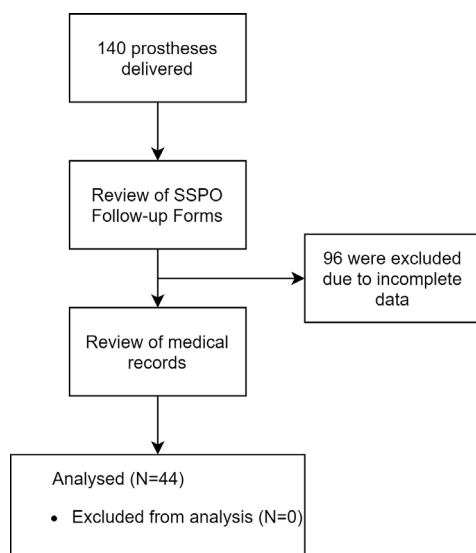 140 prostheses
delivered
Review of SSPO
Follow-up Forms
96 were excluded
due to incomplete
data
Review of medical
records
Analysed (N=44)
• Excluded from analysis (N=0)